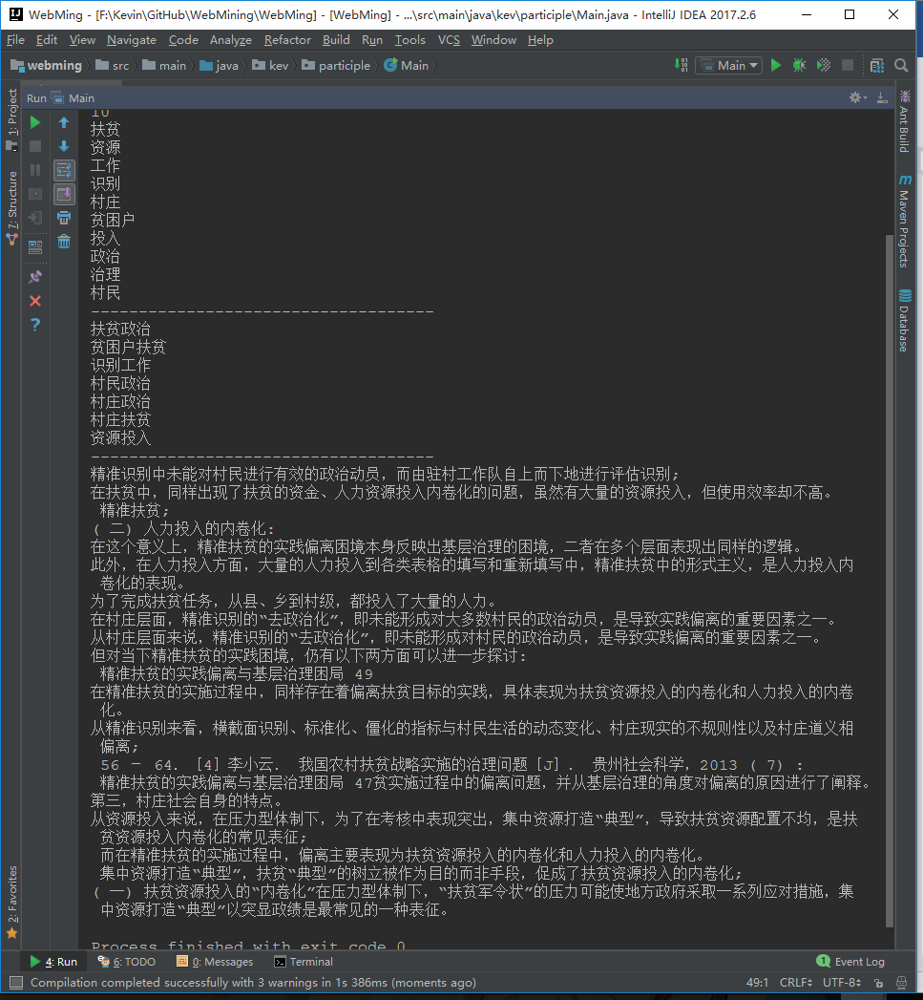 WebMing - [F:\Kevin\GitHub\WebMining\WebMing] - [WebMing] - ...\src\main\java\kev\participle\Main.java - IntelliJ IDEA 2017.2.6
File Edit View Navigate Code Analyze Refactor Build Run Tools VCS Window Help
webming src main java kev participle Main
Main
Run Main
1: Project
7: Structure
2: Favorites
Ant Build
Maven Projects
Database
10
扶贫
资源
工作
识别
村庄
贫困户
投入
政治
治理
村民
------------------------------------
扶贫政治
贫困户扶贫
识别工作
村民政治
村庄政治
村庄扶贫
资源投入
------------------------------------
精准识别中未能对村民进行有效的政治动员，而由驻村工作队自上而下地进行评估识别；
在扶贫中，同样出现了扶贫的资金、人力资源投入内卷化的问题，虽然有大量的资源投入，但使用效率却不高。
精准扶贫；
( 二) 人力投入的内卷化：
在这个意义上，精准扶贫的实践偏离困境本身反映出基层治理的困境，二者在多个层面表现出同样的逻辑。
此外，在人力投入方面，大量的人力投入到各类表格的填写和重新填写中，精准扶贫中的形式主义，是人力投入内
卷化的表现。
为了完成扶贫任务，从县、乡到村级，都投入了大量的人力。
在村庄层面，精准识别的“去政治化”，即未能形成对大多数村民的政治动员，是导致实践偏离的重要因素之一。
从村庄层面来说，精准识别的“去政治化”，即未能形成对村民的政治动员，是导致实践偏离的重要因素之一。
但对当下精准扶贫的实践困境，仍有以下两方面可以进一步探讨：
精准扶贫的实践偏离与基层治理困局 49
在精准扶贫的实施过程中，同样存在着偏离扶贫目标的实践，具体表现为扶贫资源投入的内卷化和人力投入的内卷
化。
从精准识别来看，横截面识别、标准化、僵化的指标与村民生活的动态变化、村庄现实的不规则性以及村庄道义相
偏离；
56 － 64. ［4］李小云． 我国农村扶贫战略实施的治理问题［J］． 贵州社会科学，2013 ( 7) ：
精准扶贫的实践偏离与基层治理困局 47贫实施过程中的偏离问题，并从基层治理的角度对偏离的原因进行了阐释。
第三，村庄社会自身的特点。
从资源投入来说，在压力型体制下，为了在考核中表现突出，集中资源打造“典型”，导致扶贫资源配置不均，是扶
贫资源投入内卷化的常见表征；
而在精准扶贫的实施过程中，偏离主要表现为扶贫资源投入的内卷化和人力投入的内卷化。
集中资源打造“典型”，扶贫“典型”的树立被作为目的而非手段，促成了扶贫资源投入的内卷化；
( 一) 扶贫资源投入的“内卷化”在压力型体制下，“扶贫军令状”的压力可能使地方政府采取一系列应对措施，集
中资源打造“典型”以突显政绩是最常见的一种表征。
Process finished with exit code 0
4: Run 6: TODO 0: Messages Terminal 1 Event Log
Compilation completed successfully with 3 warnings in 1s 386ms (moments ago) 49:1 CRLF UTF-8